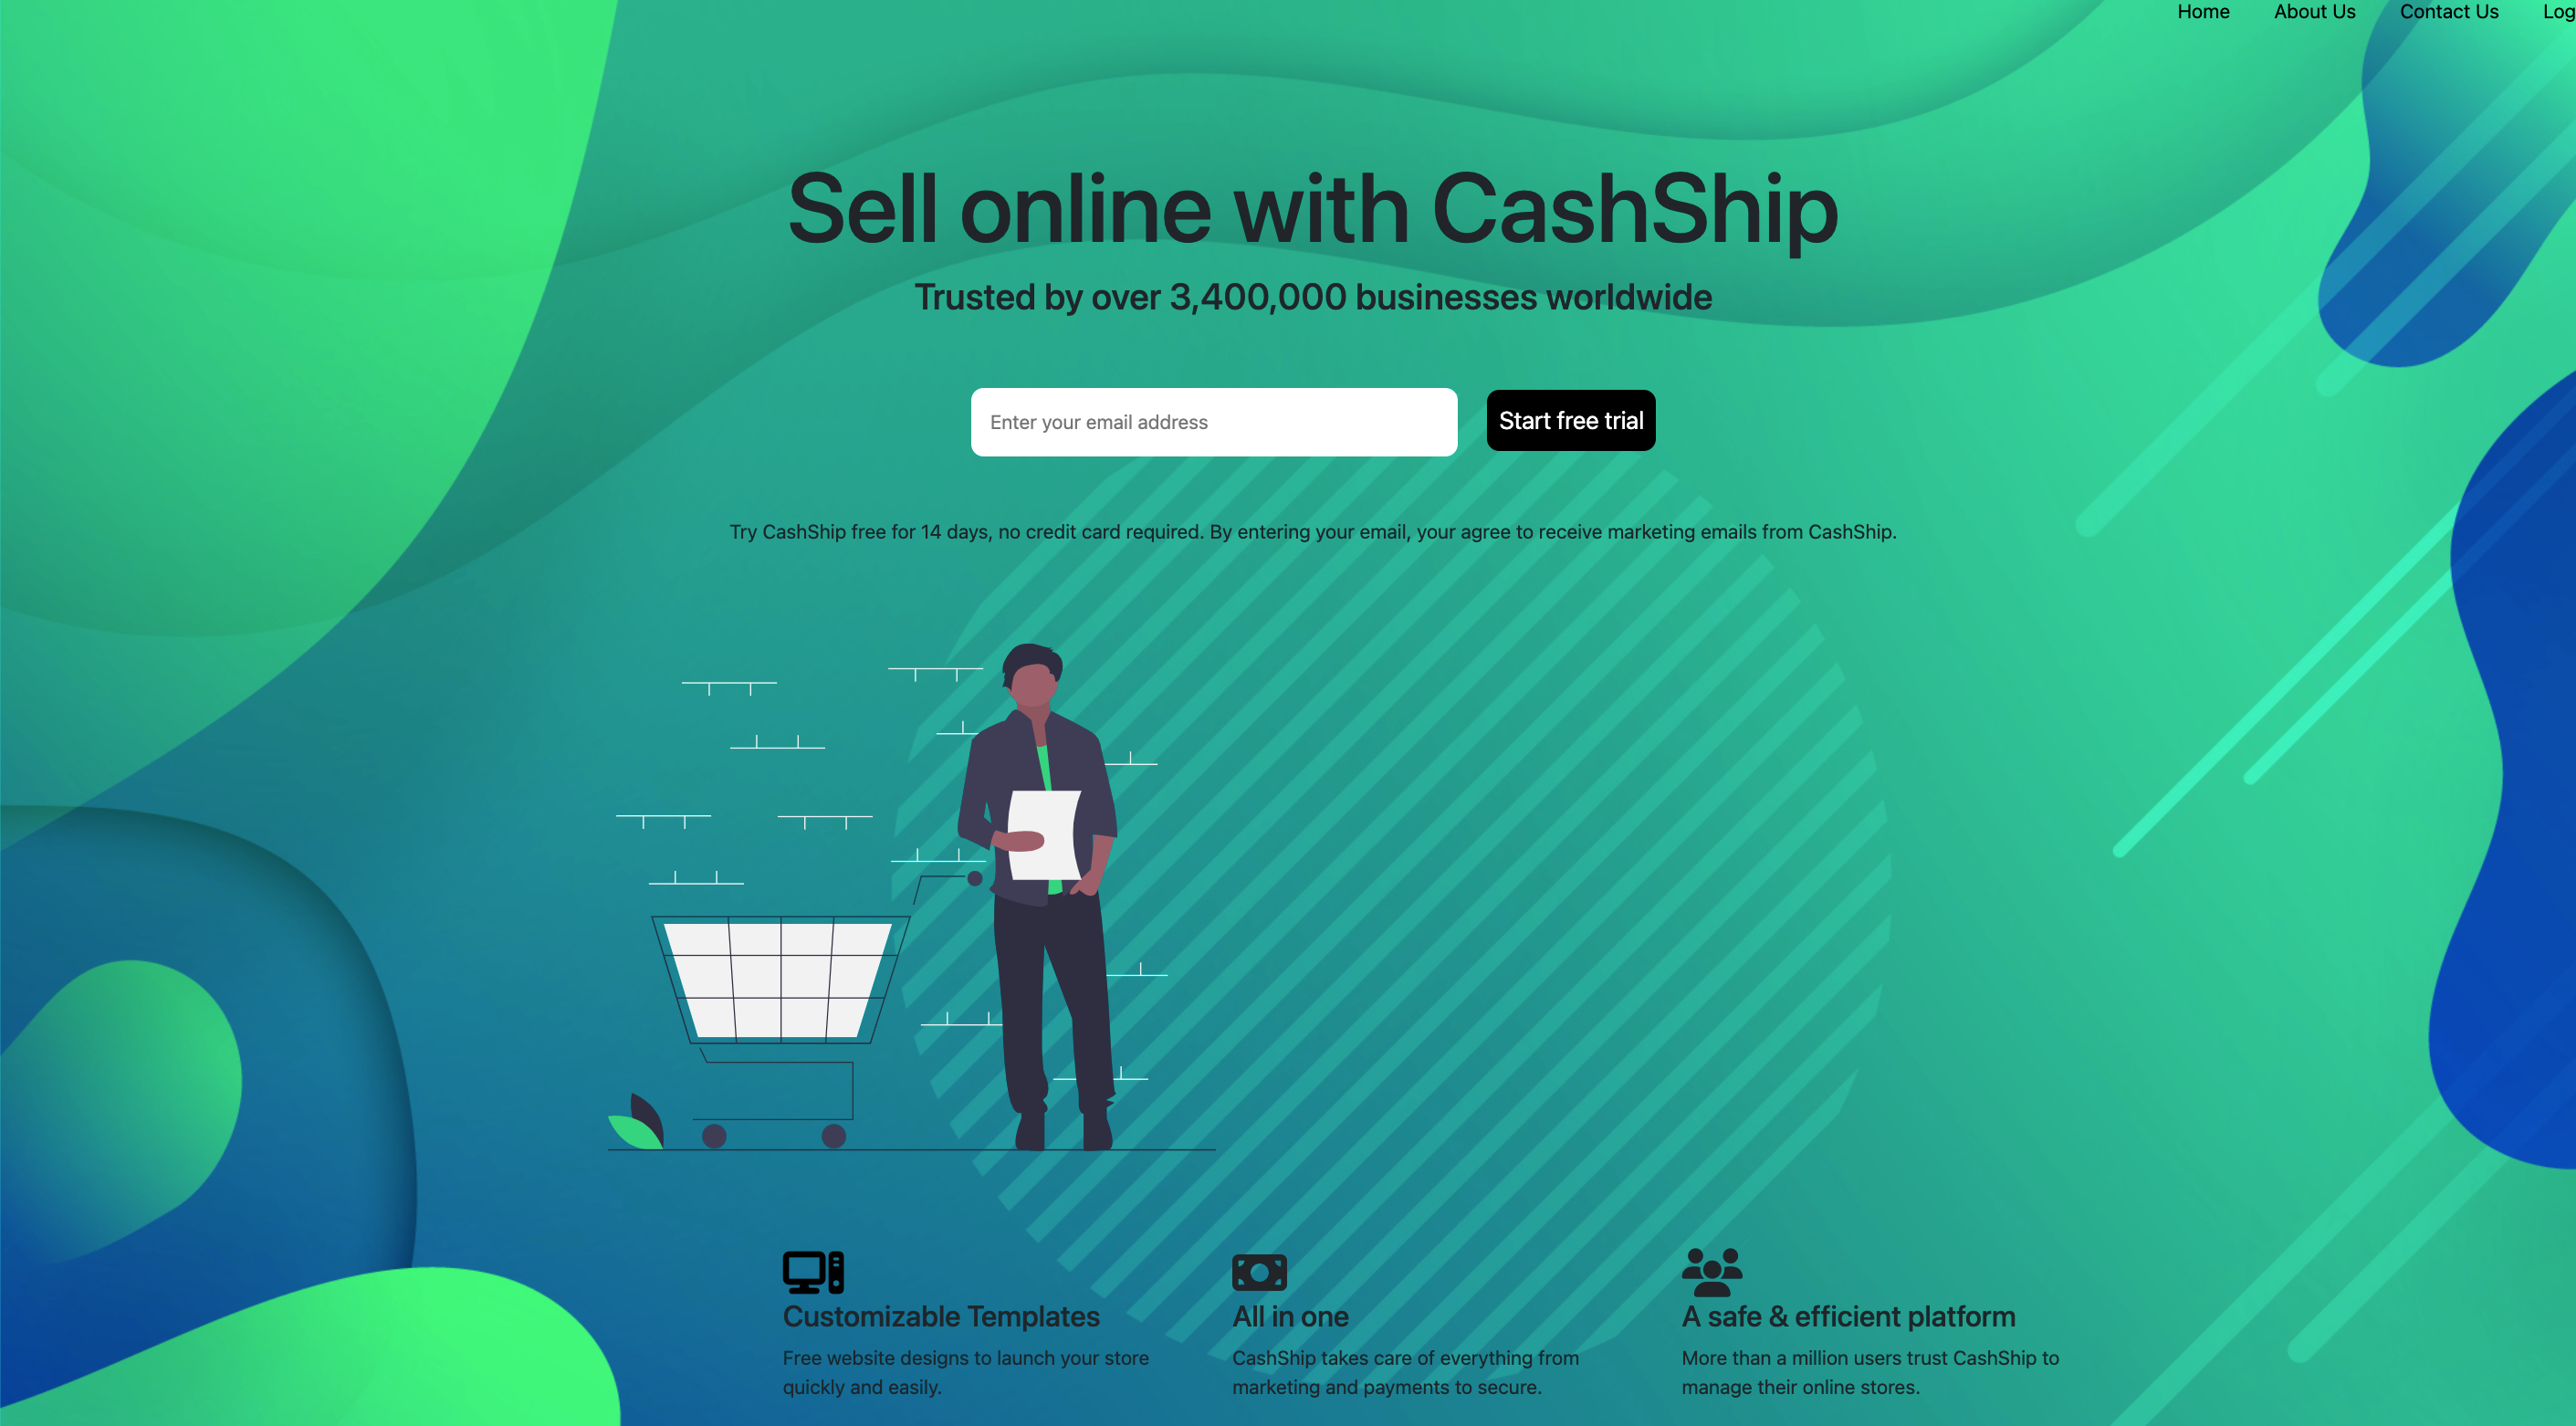 Home About Us Contact Us Log
Sell online with CashShip
Trusted by over 3,400,000 businesses worldwide
Enter your email address Start free trial
Try CashShip free for 14 days, no credit card required. By entering your email, your agree to receive marketing emails from CashShip.
Customizable Templates
Free website designs to launch your store
quickly and easily.
All in one
CashShip takes care of everything from
marketing and payments to secure.
A safe & efficient platform
More than a million users trust CashShip to
manage their online stores.